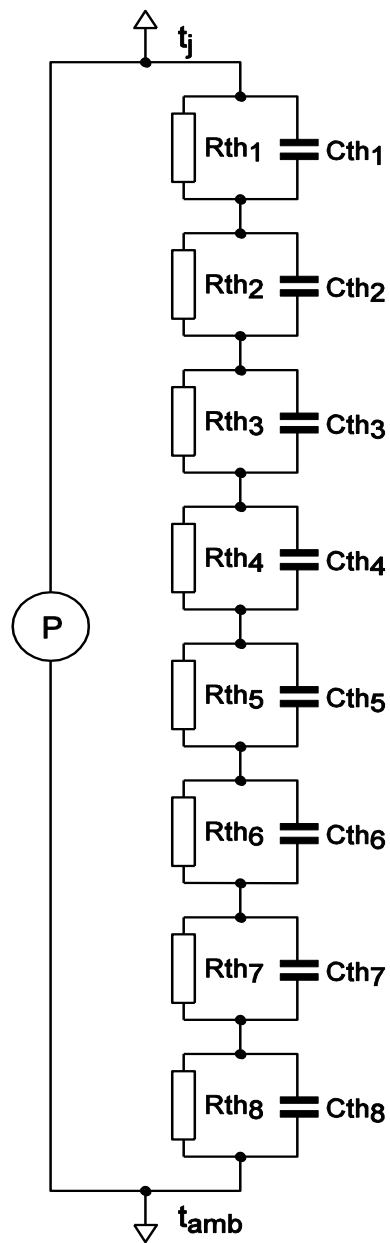 tj
Rth1 Cth1
Rth2 Cth2
Rth3 Cth3
Rth4 Cth4
P
Rth5 Cth5
Rth6 Cth6
Rth7 Cth7
Rth8 Cth8
tamb